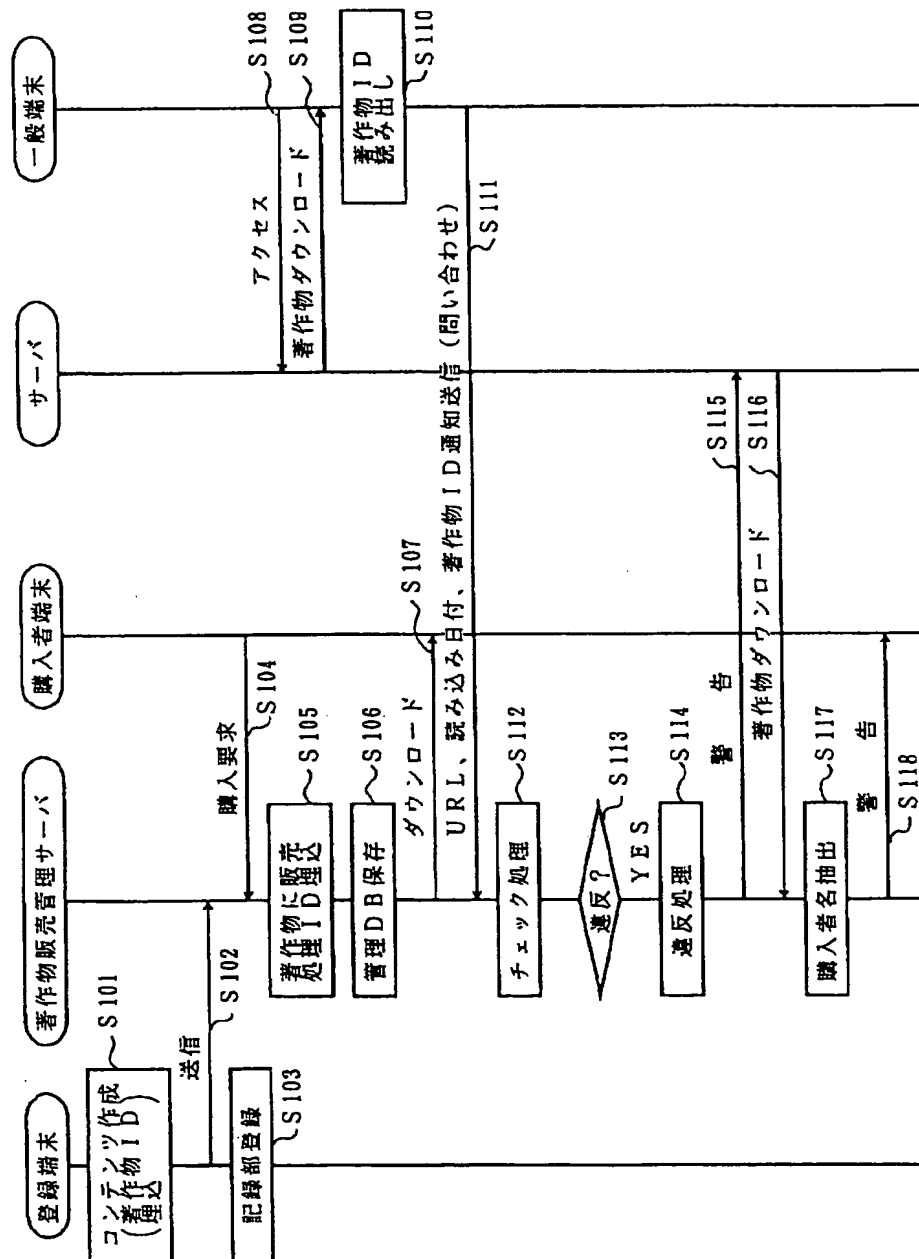 登録端末
著作物販売管理サーバ
購入者端末
サーバ
一般端末
コンテンツ作成
(著作物ID
埋込)
S101
送信
S102
記録部登録
S103
購入要求
S104
著作物に販売
処理ID埋込
S105
管理DB保存
S106
ダウンロード
S107
アクセス
S108
著作物ダウンロード
S109
著作物ID
読み出し
S110
URL、読み込み日付、著作物ID通知送信(問い合わせ)
S111
チェック処理
S112
違反?
S113
YES
違反処理
S114
警告
S115
著作物ダウンロード
S116
購入者名抽出
S117
警告
S118